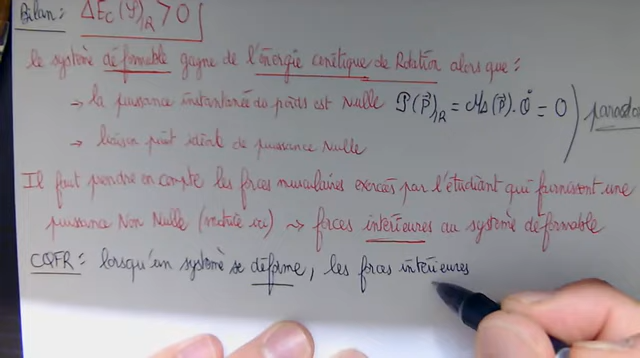 Bilan: ΔEc(𝒮)/R > 0
le système déformable gagne de l'énergie cinétique de Rotation alors que:
→ la puissance instantanée du poids est Nulle 𝒫(p⃗)/R = ℳΔ(p⃗).θ̇ = 0
→ liaison pivot idéale de puissance Nulle
Il faut prendre en compte les forces musculaires exercées par l'étudiant qui fournissent une
puissance Non Nulle ( ici) → forces intérieures au système déformable
CQFR: lorsqu'un système se déforme, les forces intérieures